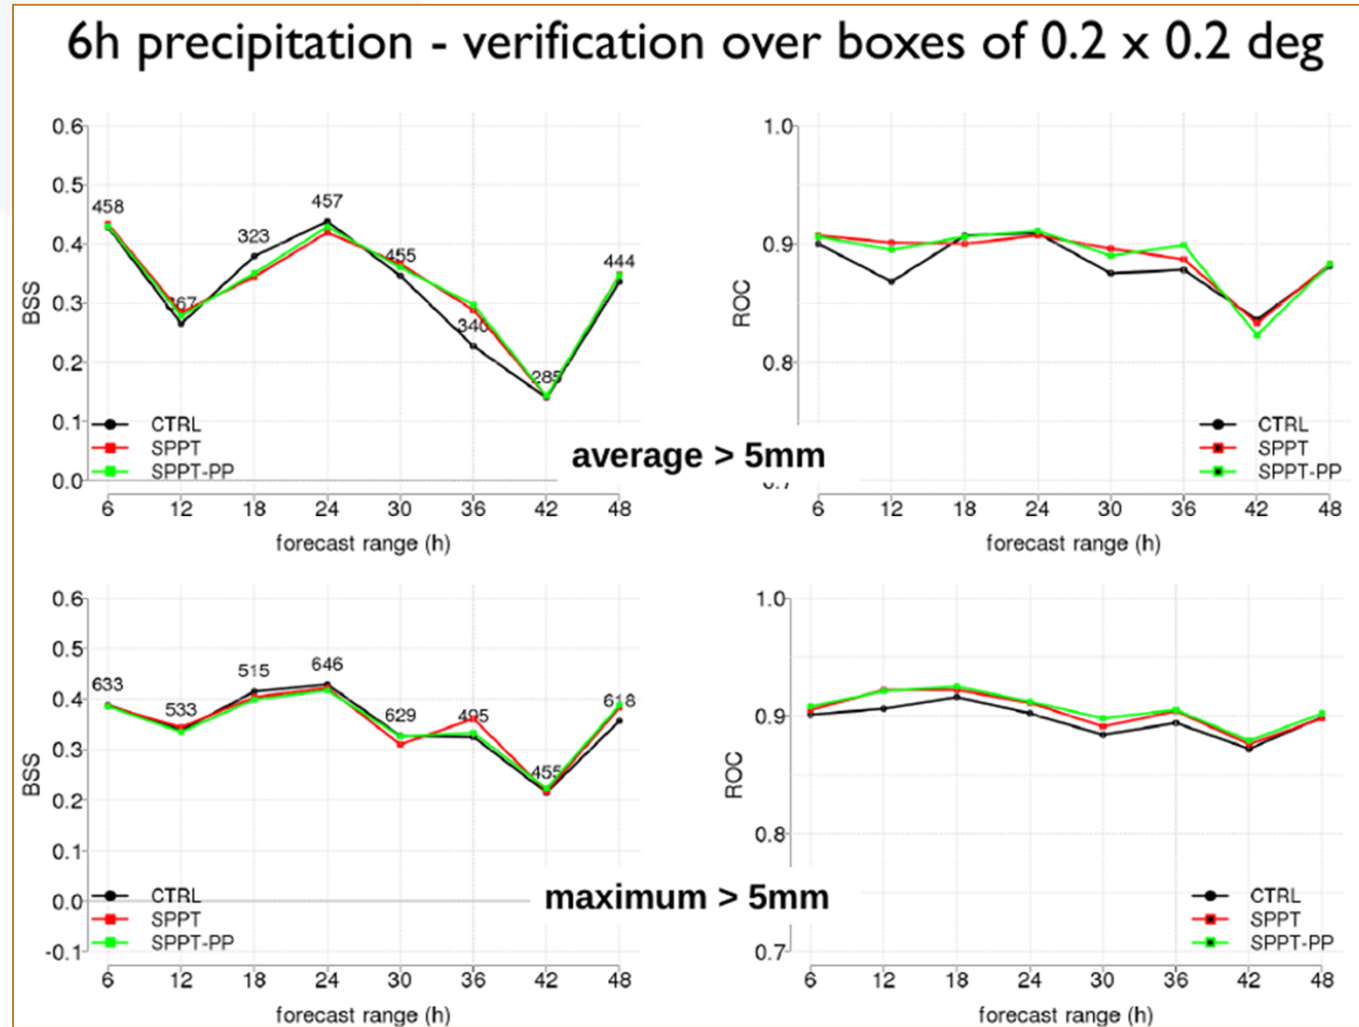 6h precipitation - verification over boxes of 0.2 x 0.2 deg
0.6
0.5
0.4
0.3
0.2
0.1
0.0
BSS
458
323
457
455
340
285
444
CTRL
SPPT
SPPT-PP
6 12 18 24 30 36 42 48
forecast range (h)
1.0
0.9
0.8
ROC
CTRL
SPPT
SPPT-PP
6 12 18 24 30 36 42 48
forecast range (h)
average > 5mm
0.6
0.5
0.4
0.3
0.2
0.1
0.0
-0.1
BSS
633
533
515
646
629
495
455
618
CTRL
SPPT
SPPT-PP
6 12 18 24 30 36 42 48
forecast range (h)
1.0
0.9
0.8
0.7
ROC
CTRL
SPPT
SPPT-PP
6 12 18 24 30 36 42 48
forecast range (h)
maximum > 5mm